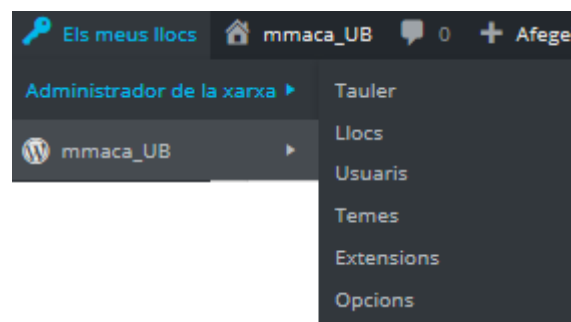 Els meus llocs mmaca_UB 0 + Afege
Administrador de la xarxa
mmaca_UB
Tauler
Llocs
Usuaris
Temes
Extensions
Opcions